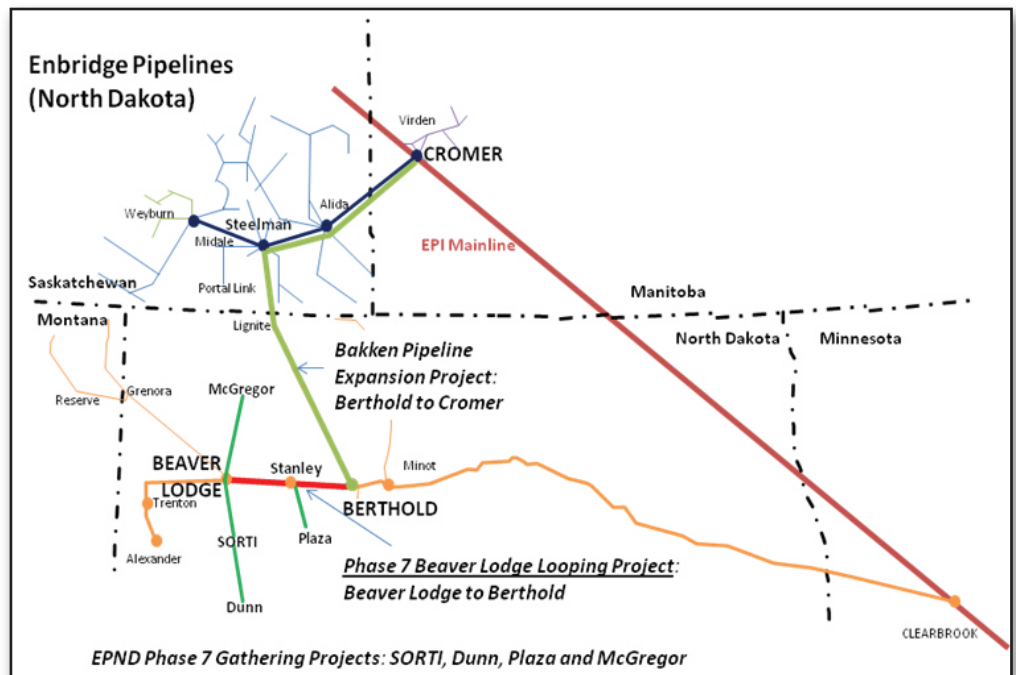 Enbridge Pipelines
(North Dakota)
Virden
CROMER
Weyburn
Alida
Steelman
Midale
EPI Mainline
Saskatchewan
Portal Link
Manitoba
Montana
Lignite
North Dakota
Minnesota
Bakken Pipeline
Expansion Project:
Berthold to Cromer
McGregor
Grenora
Reserve
BEAVER
LODGE
Stanley
Minot
Trenton
BERTHOLD
Plaza
SORTI
Alexander
Phase 7 Beaver Lodge Looping Project:
Beaver Lodge to Berthold
Dunn
CLEARBROOK
EPND Phase 7 Gathering Projects: SORTI, Dunn, Plaza and McGregor